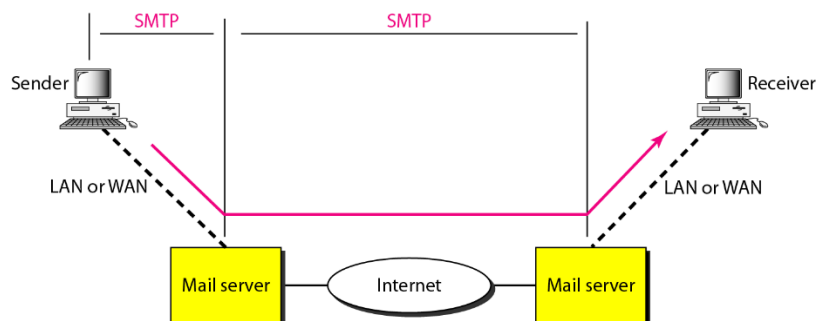 SMTP
SMTP
Sender
Receiver
LAN or WAN
LAN or WAN
Mail server
Internet
Mail server